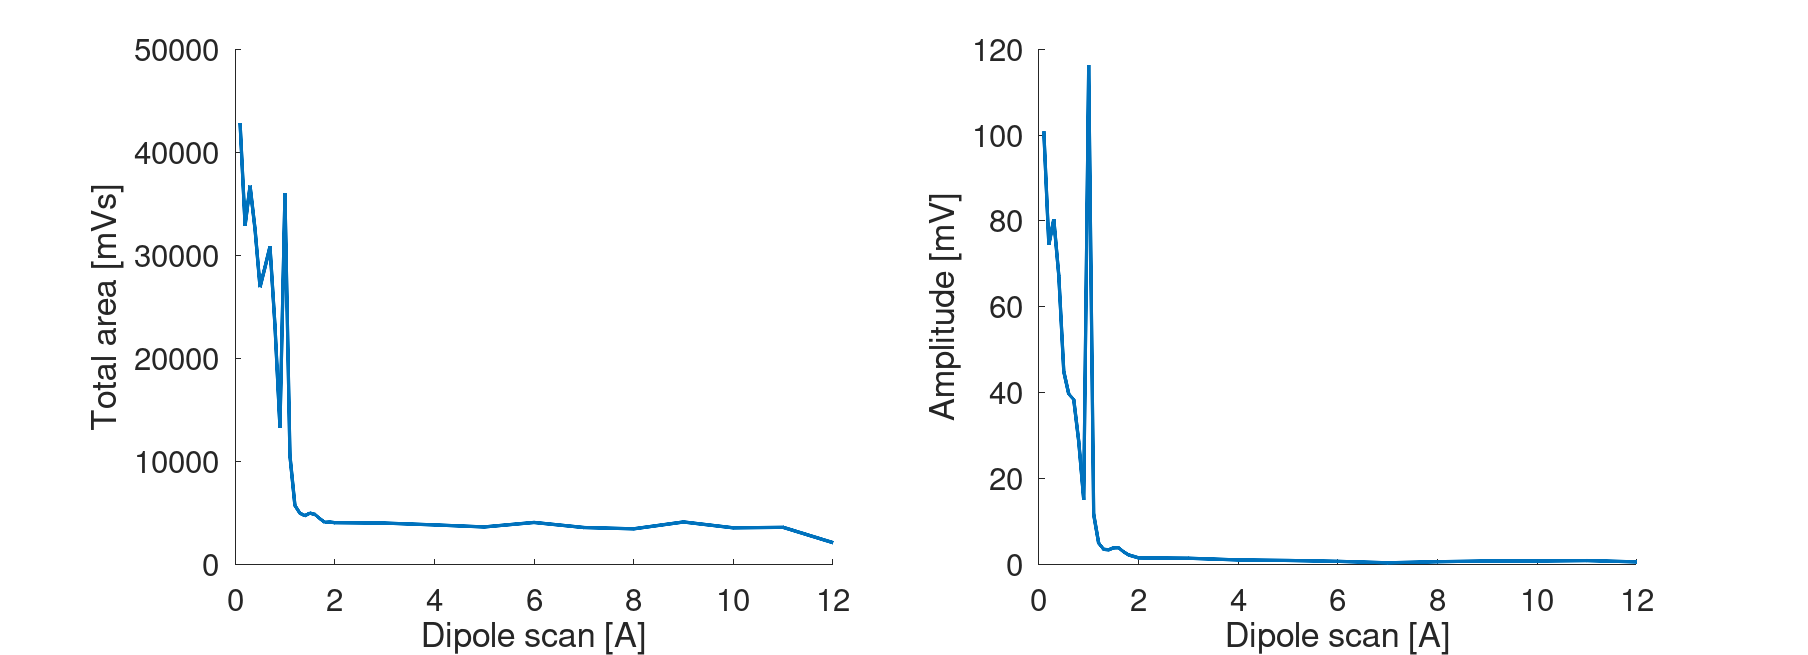 50000
40000
30000
20000
10000
0
Total area [mVs]
0 2 4 6 8 10 12
Dipole scan [A]
120
100
80
60
40
20
0
Amplitude [mV]
0 2 4 6 8 10 12
Dipole scan [A]